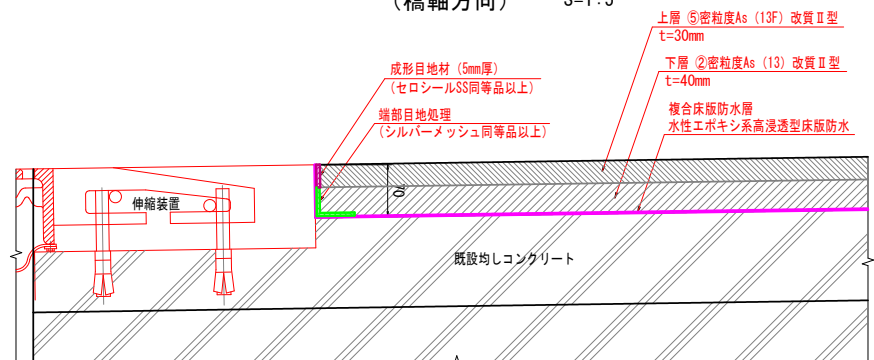 (橋軸方向) S=1:5
上層 ⑤密粒度As (13F) 改質Ⅱ型
t=30mm
下層 ②密粒度As (13) 改質Ⅱ型
t=40mm
成形目地材 (5mm厚)
(セロシールSS同等品以上)
端部目地処理
(シルバーメッシュ同等品以上)
複合床版防水層
水性エポキシ系高浸透型床版防水
70
伸縮装置
既設均しコンクリート